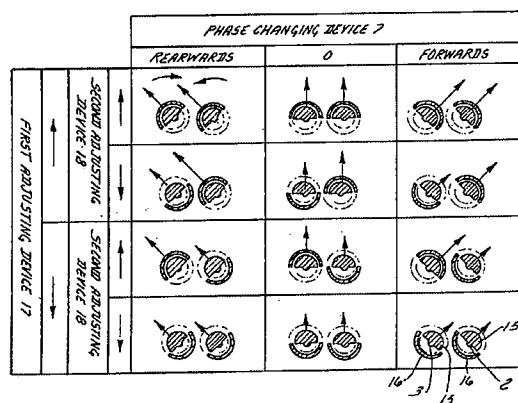 PHASE CHANGING DEVICE 7
REARWARDS
0
FORWARDS
FIRST ADJUSTING DEVICE 17
SECOND ADJUSTING
DEVICE 18
SECOND ADJUSTING
DEVICE 18
15
16
3
15
16
2